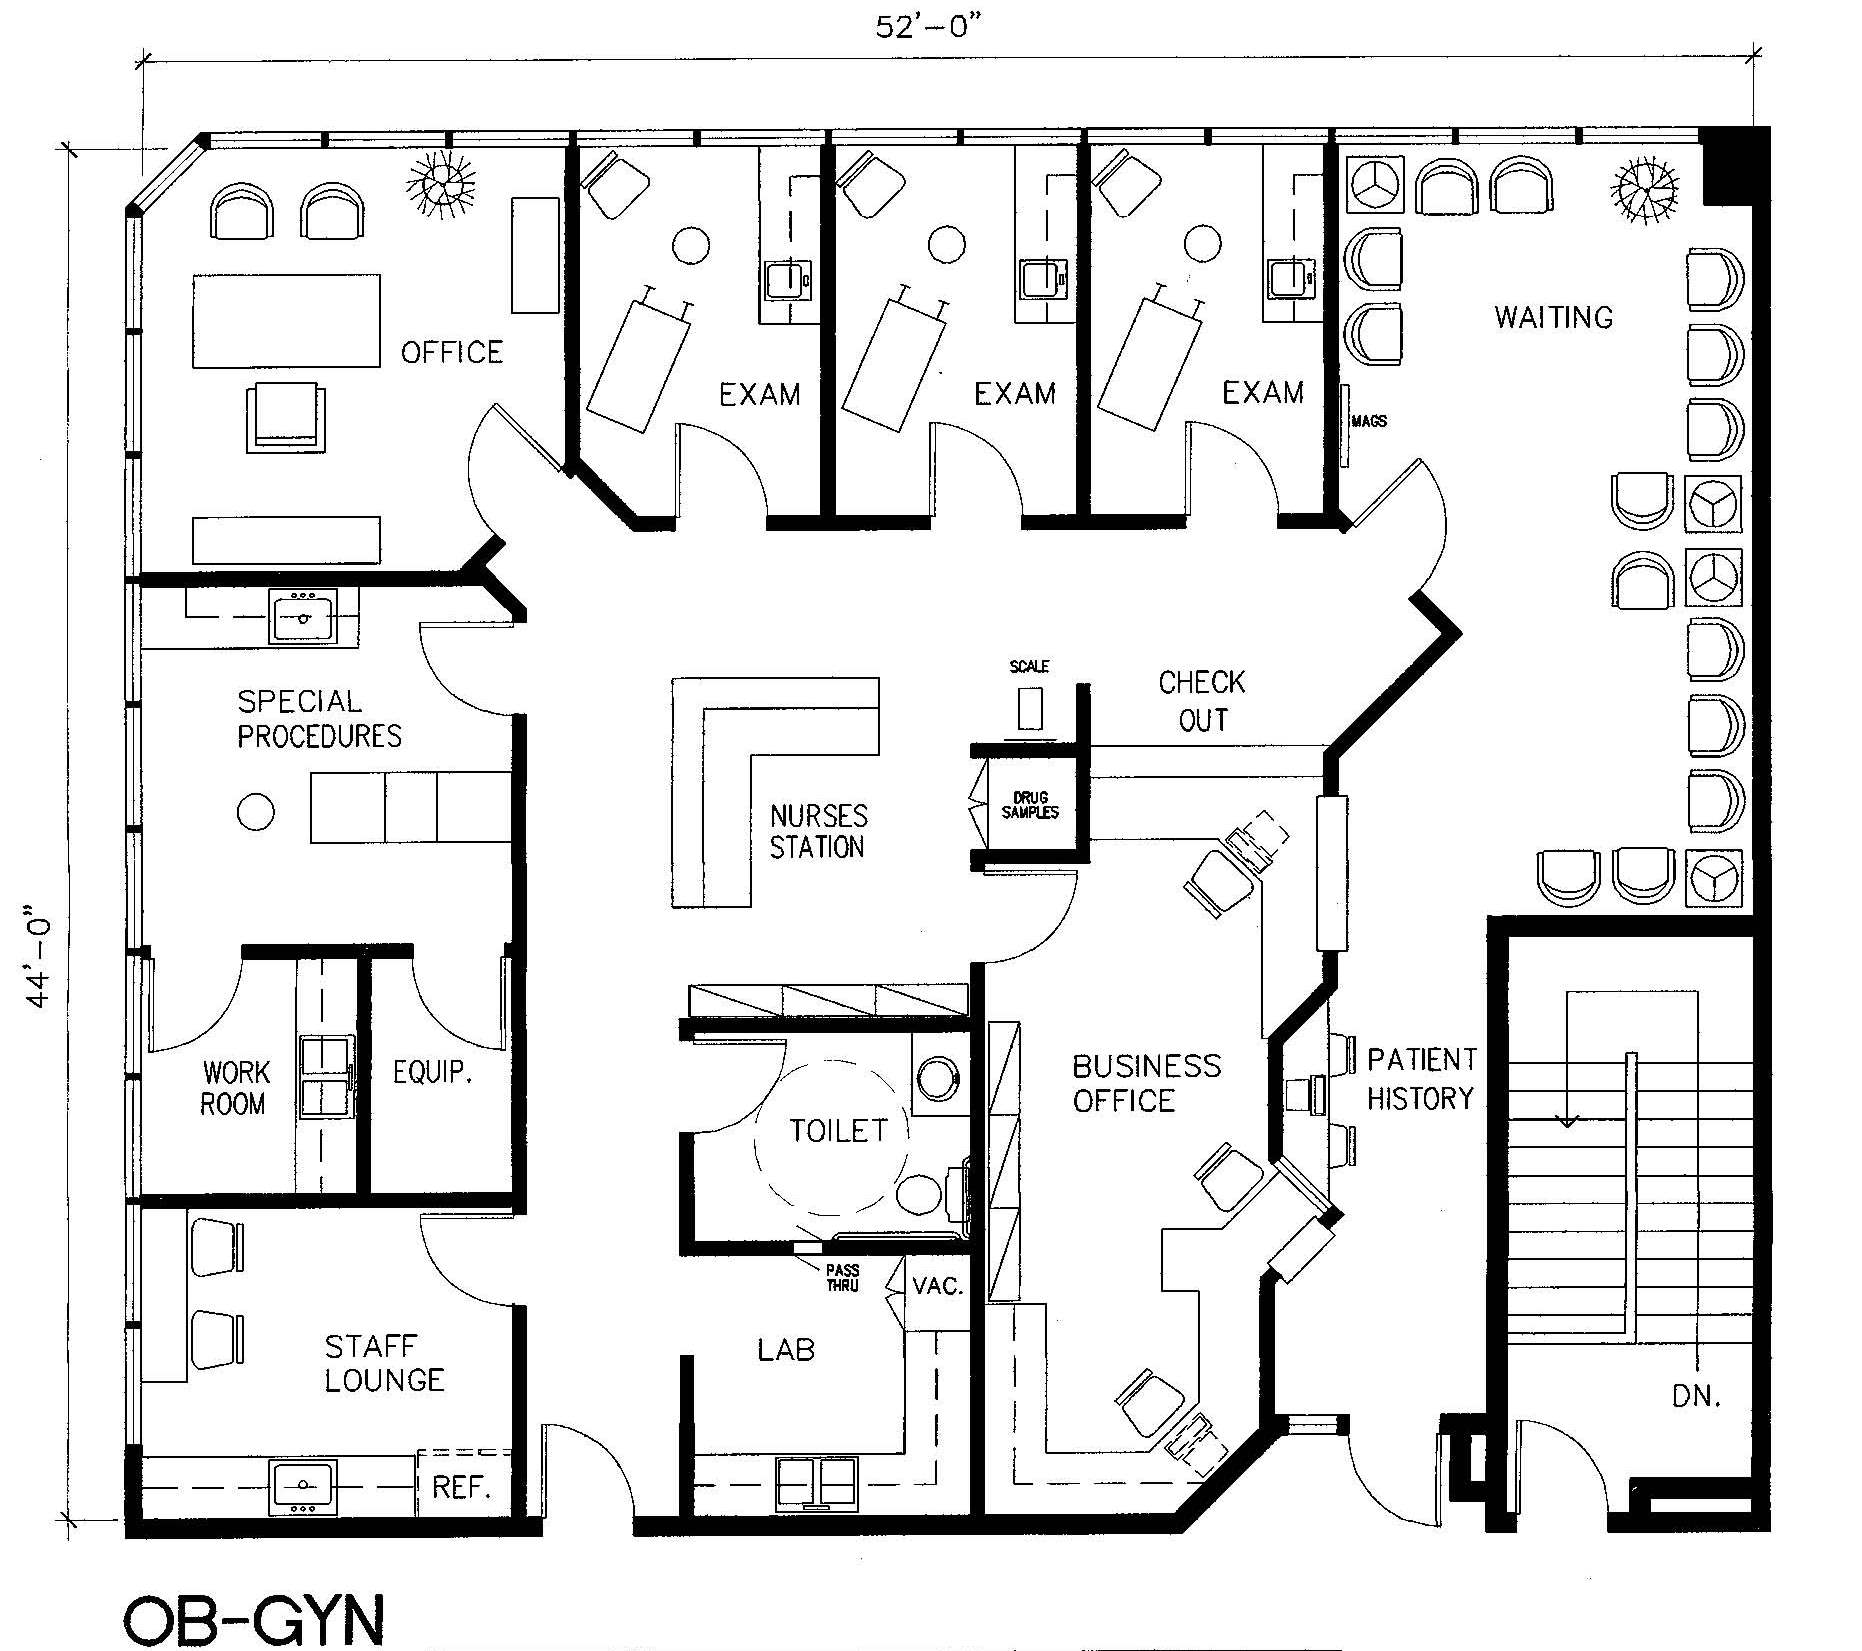 52'-0"
OFFICE
EXAM
EXAM
EXAM
WAITING
MAGS
SPECIAL
PROCEDURES
SCALE
CHECK
OUT
NURSES
STATION
DRUG
SAMPLES
44'-0"
WORK
ROOM
EQUIP.
TOILET
BUSINESS
OFFICE
PATIENT
HISTORY
PASS
THRU
VAC.
STAFF
LOUNGE
LAB
REF.
DN.
OB-GYN